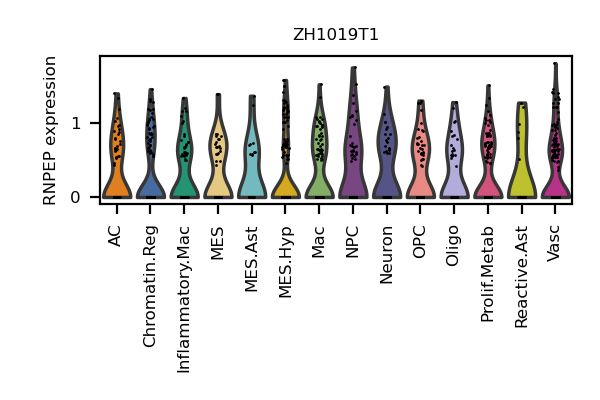 ZH1019T1
RNPEP expression
1
0
AC
Chromatin.Reg
Inflammatory.Mac
MES
MES.Ast
MES.Hyp
Mac
NPC
Neuron
OPC
Oligo
Prolif.Metab
Reactive.Ast
Vasc